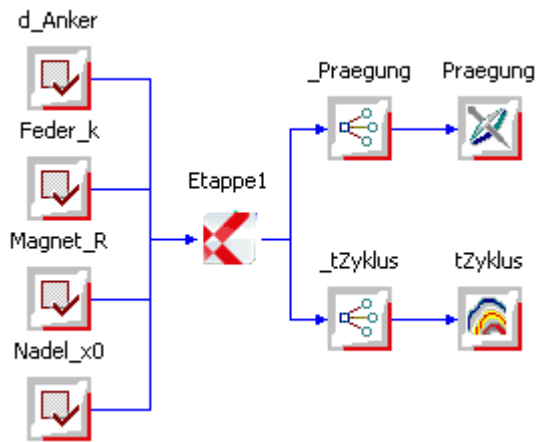 d_Anker
Feder_k
Magnet_R
Nadel_x0
Etappe1
_Praegung
Praegung
_tZyklus
tZyklus